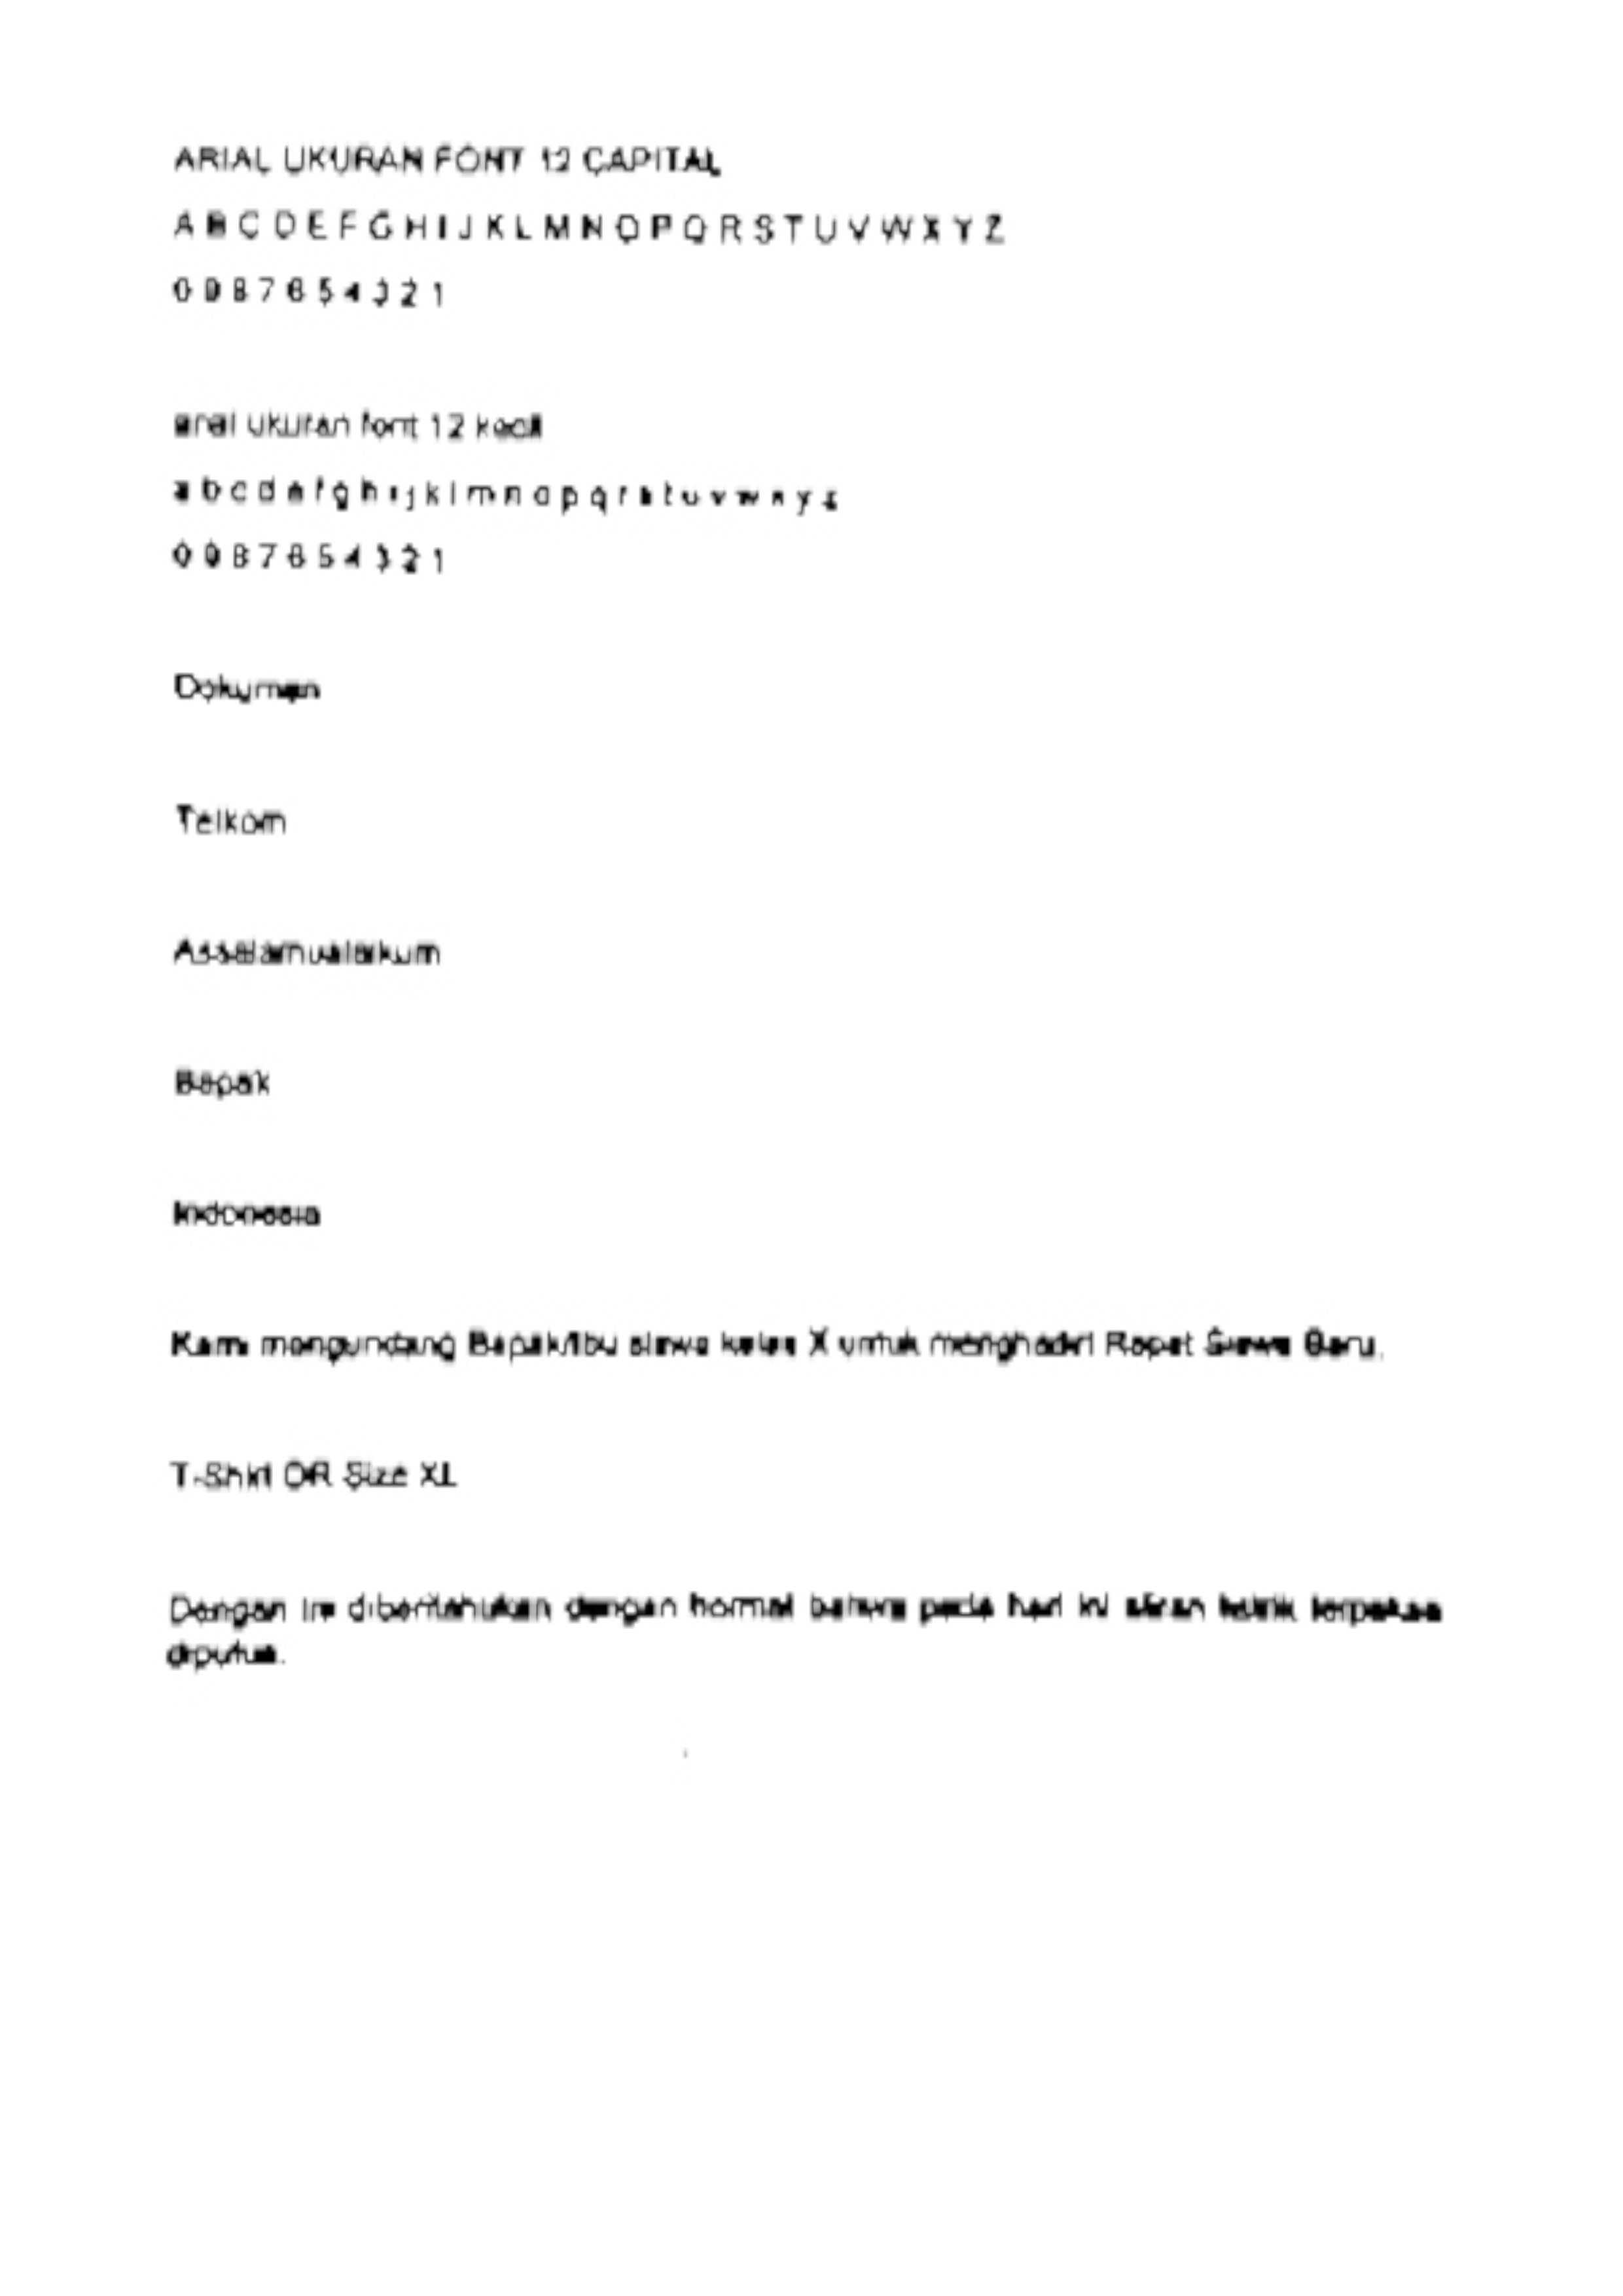 ARIAL UKURAN FONT 12 CAPITAL
A B C D E F G H I J K L M N O P Q R S T U V W X Y Z
0 9 8 7 6 5 4 3 2 1
arial ukuran font 12 kecil
a b c d e f g h i j k l m n o p q r s t u v w x y z
0 9 8 7 6 5 4 3 2 1
Dokumen
Telkom
Assalamualaikum
Bapak
Indonesia
Kami mengundang Bapak/Ibu siswa kelas X untuk menghadiri Rapat Siswa Baru.
T-Shirt OR Size XL
Dengan ini diberitahukan dengan hormat bahwa pada hari ini aliran listrik terpaksa
diputus.